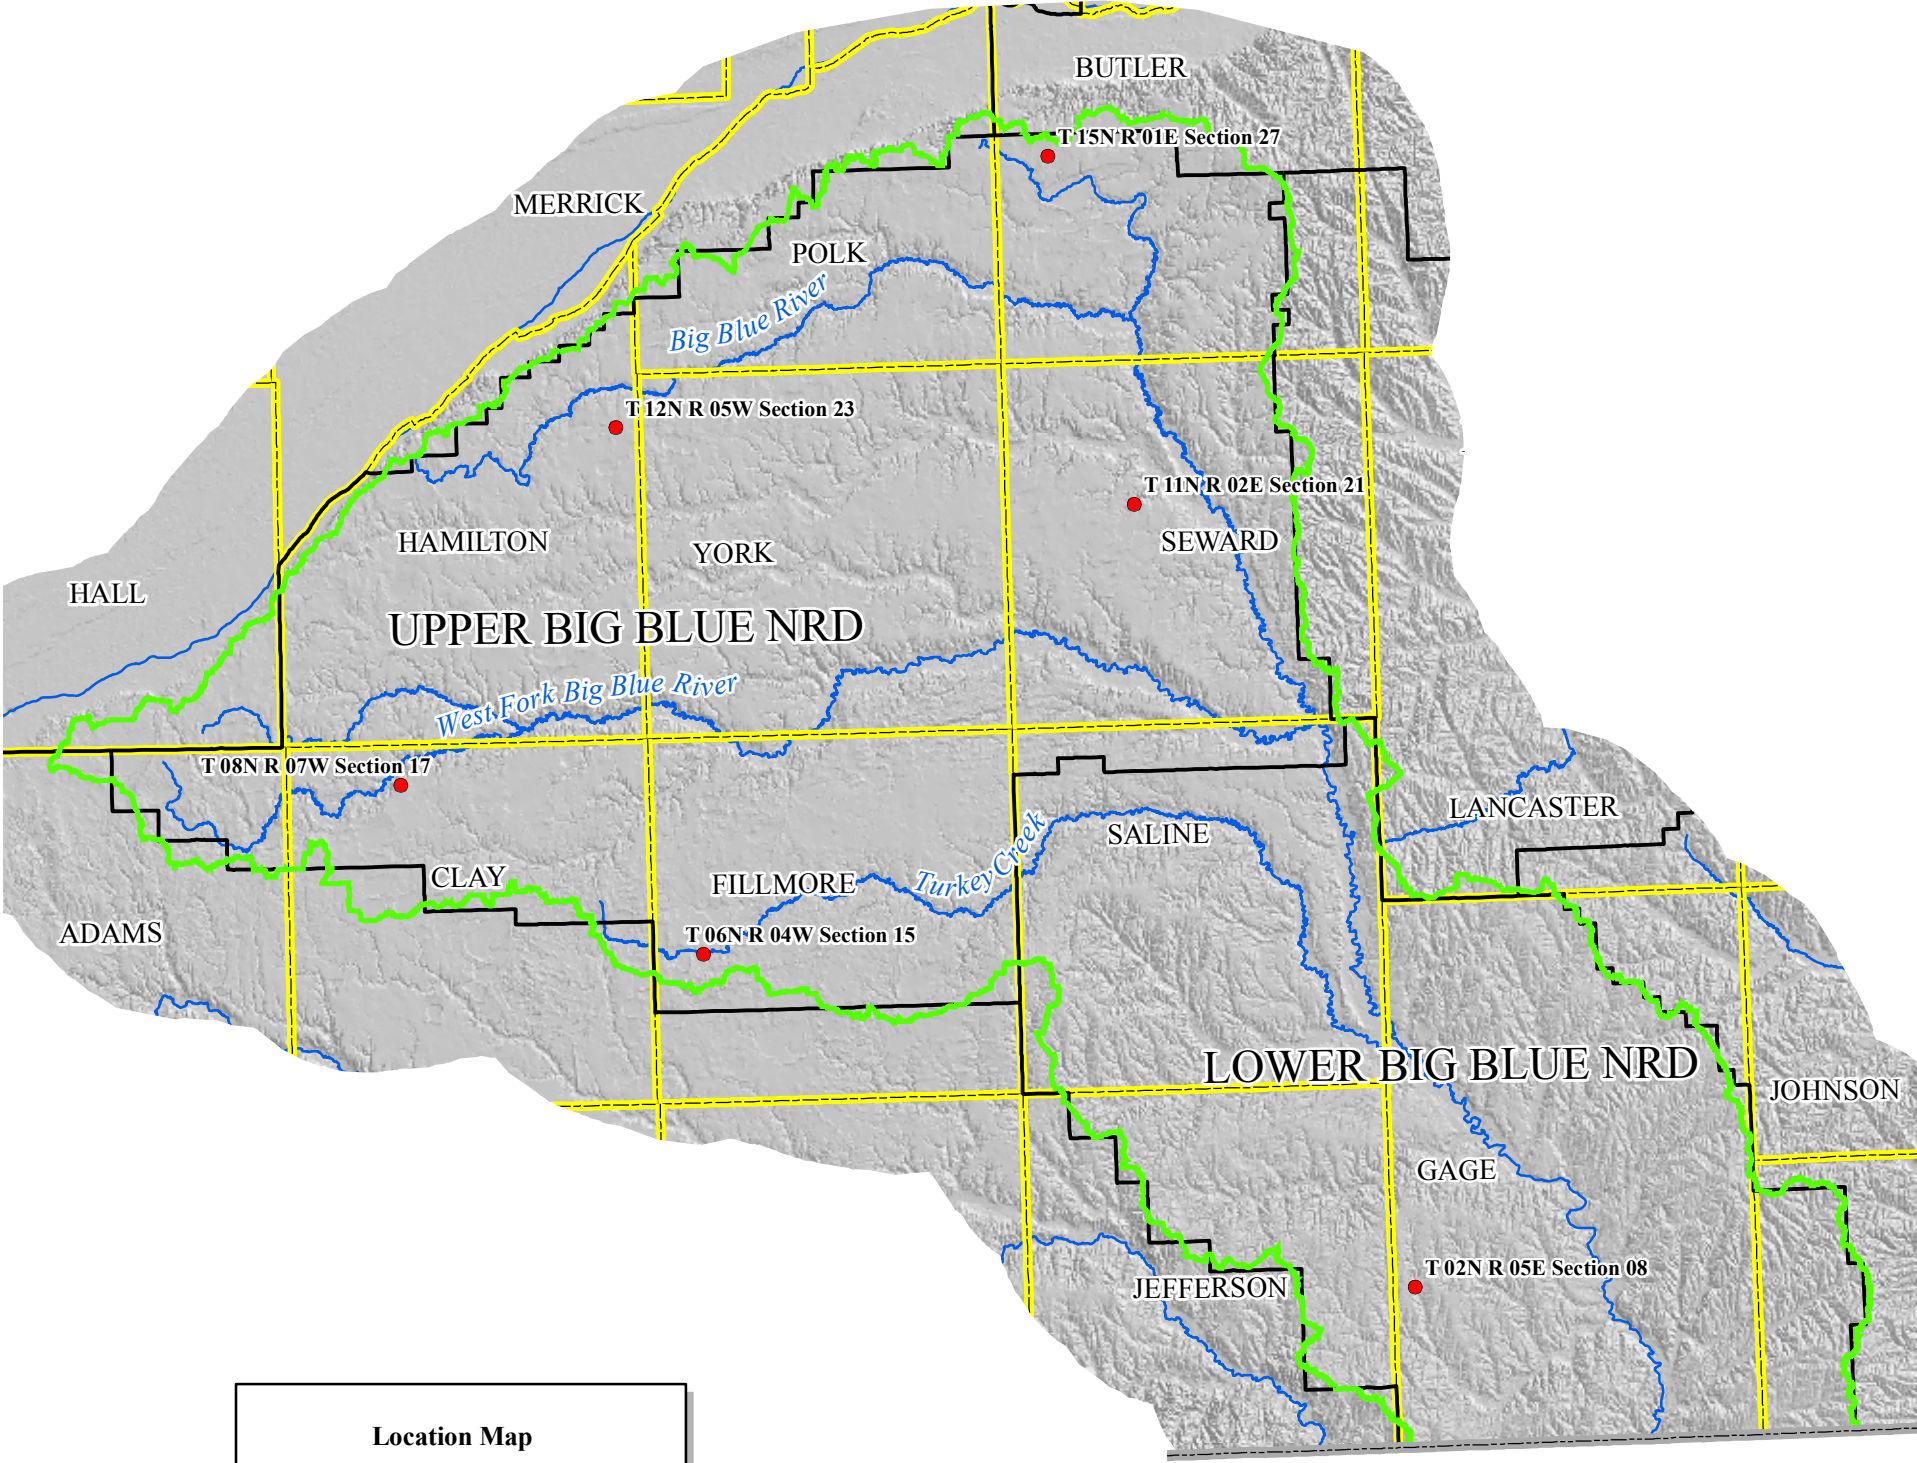 BUTLER
T 15N R 01E Section 27
MERRICK
POLK
Big Blue River
T 12N R 05W Section 23
T 11N R 02E Section 21
HAMILTON
SEWARD
YORK
HALL
UPPER BIG BLUE NRD
West Fork Big Blue River
T 08N R 07W Section 17
LANCASTER
SALINE
Turkey Creek
CLAY
FILLMORE
ADAMS
T 06N R 04W Section 15
LOWER BIG BLUE NRD
JOHNSON
GAGE
T 02N R 05E Section 08
JEFFERSON
Location Map